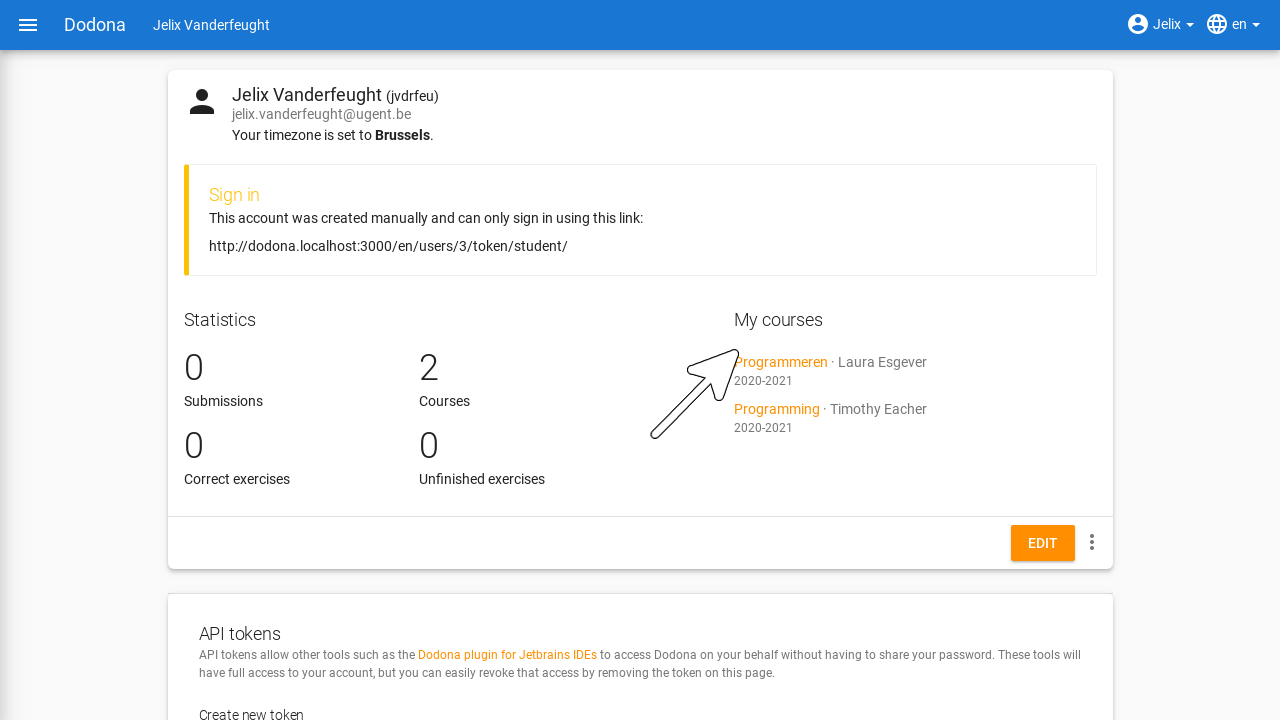 Dodona
Jelix Vanderfeught
Jelix
en
Jelix Vanderfeught (jvdrfeu)
jelix.vanderfeught@ugent.be
Your timezone is set to Brussels.
Sign in
This account was created manually and can only sign in using this link:
http://dodona.localhost:3000/en/users/3/token/student/
Statistics
0
Submissions
2
Courses
0
Correct exercises
0
Unfinished exercises
My courses
Programmeren · Laura Esgever
2020-2021
Programming · Timothy Eacher
2020-2021
EDIT
API tokens
API tokens allow other tools such as the Dodona plugin for Jetbrains IDEs to access Dodona on your behalf without having to share your password. These tools will
have full access to your account, but you can easily revoke that access by removing the token on this page.
Create new token